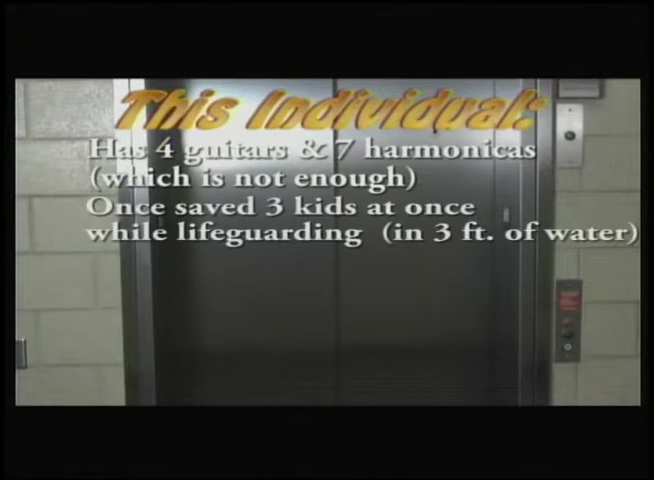 This Individual:
Has 4 guitars & 7 harmonicas
(which is not enough)
Once saved 3 kids at once
while lifeguarding (in 3 ft. of water)